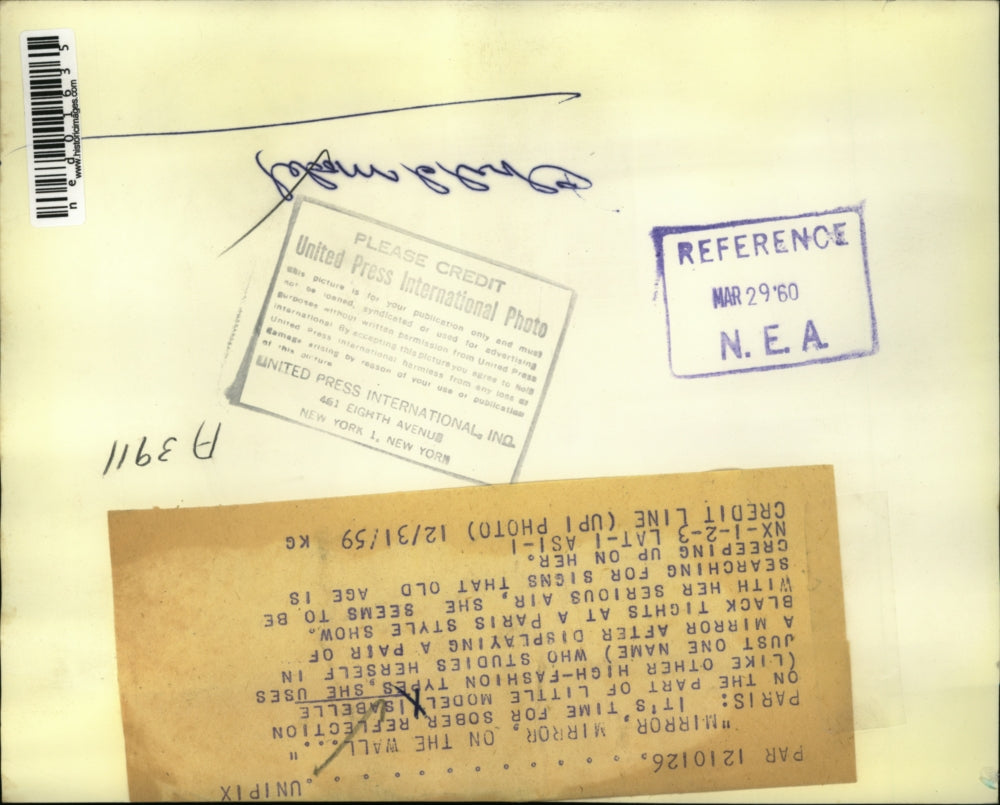 ned01635
www.historicimages.com
PLEASE CREDIT
United Press International Photo
This picture is for your publication only and must
not be loaned, syndicated or used for advertising
purposes without written permission from United Press
International. By accepting this picture you agree to hold
United Press International harmless from any loss or
damage arising by reason of your use or publication
of this picture
UNITED PRESS INTERNATIONAL, INC.
461 EIGHTH AVENUE
NEW YORK 1, NEW YORK
REFERENCE
MAR 29 '60
N. E. A.
A 3911
PAR 1210126. . . . . . . . . . . . UNIPIX
"MIRROR, MIRROR, ON THE WALL...."
PARIS: IT'S TIME FOR SOBER REFLECTION
ON THE PART OF LITTLE MODEL ISABELLE
(LIKE OTHER HIGH-FASHION TYPES, SHE USES
JUST ONE NAME) WHO STUDIES HERSELF IN
A MIRROR AFTER DISPLAYING A PAIR OF
BLACK TIGHTS AT A PARIS STYLE SHOW.
WITH HER SERIOUS AIR, SHE SEEMS TO BE
SEARCHING FOR SIGNS THAT OLD AGE IS
CREEPING UP ON HER.
NX-1-2-3 LAT-1 ASI-1
CREDIT LINE (UPI PHOTO) 12/31/59 KG